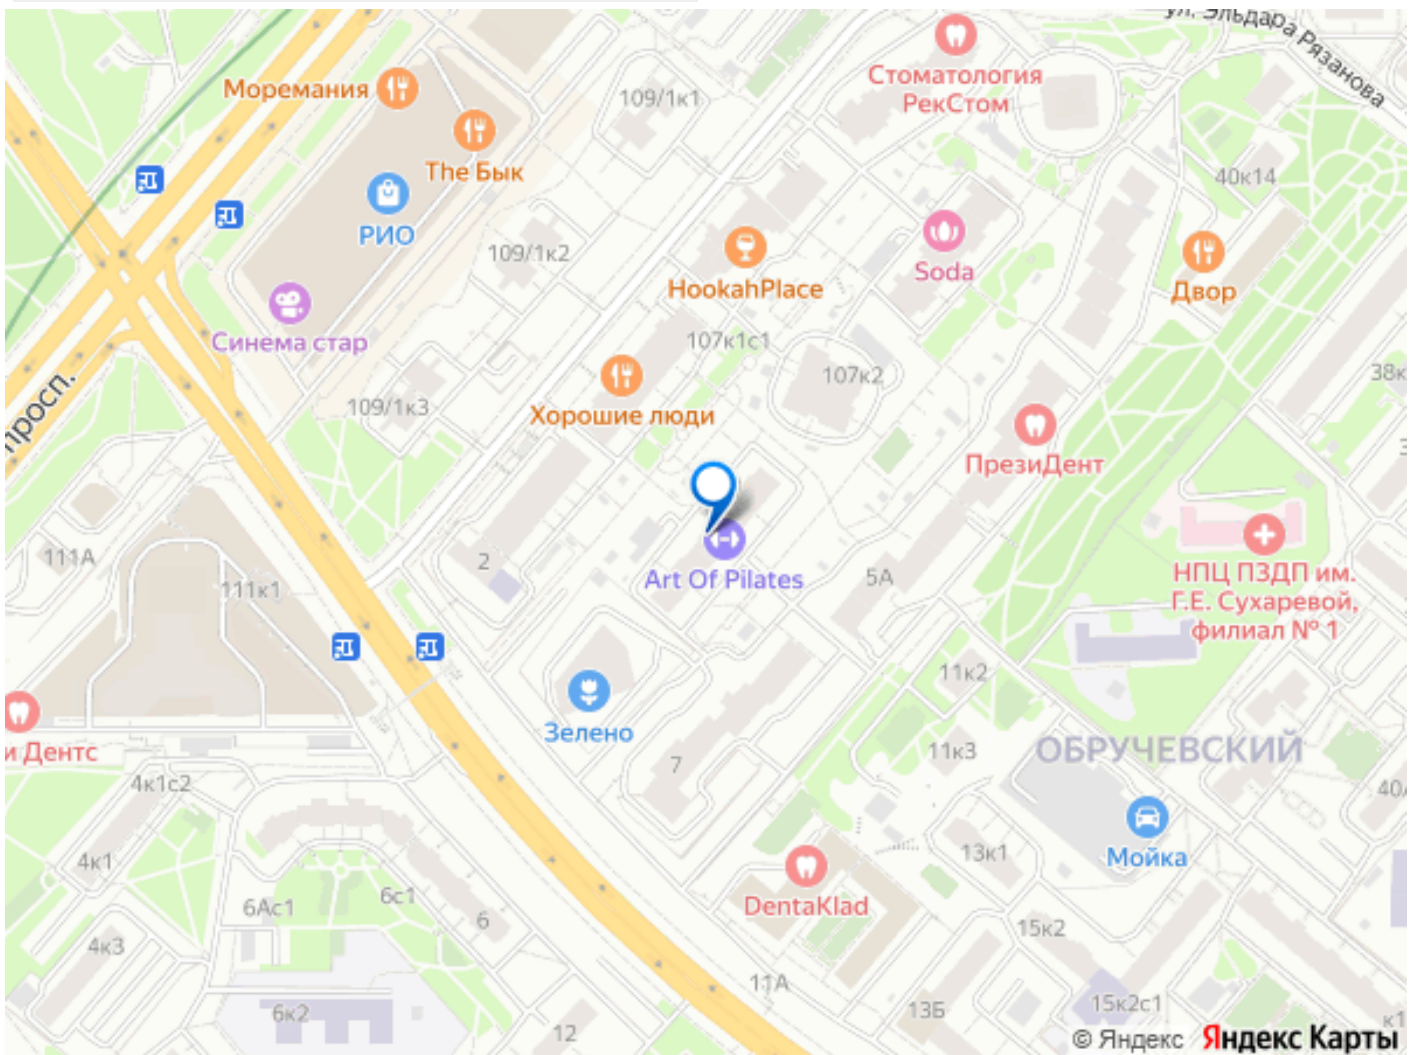 ул. Эльдара Рязанова
Стоматология
РекСтом
Моремания
109/1к1
The Бык
40к14
РИО
109/1к2
HookahPlace
Soda
Двор
Синема стар
107к1с1
107к2
просп.
109/1к3
Хорошие люди
ПрезиДент
111А
111к1
2
Art Of Pilates
5А
НПЦ ПЗДП им.
Г.Е. Сухаревой,
филиал № 1
11к2
Зелено
и Дентс
7
11к3
ОБРУЧЕВСКИЙ
4к1с2
Мойка
4к1
13к1
DentaKlad
6Ас1
6с1
6
4к3
15к2
11А
6к2
12
13Б
15к2с1
© Яндекс Яндекс Карты